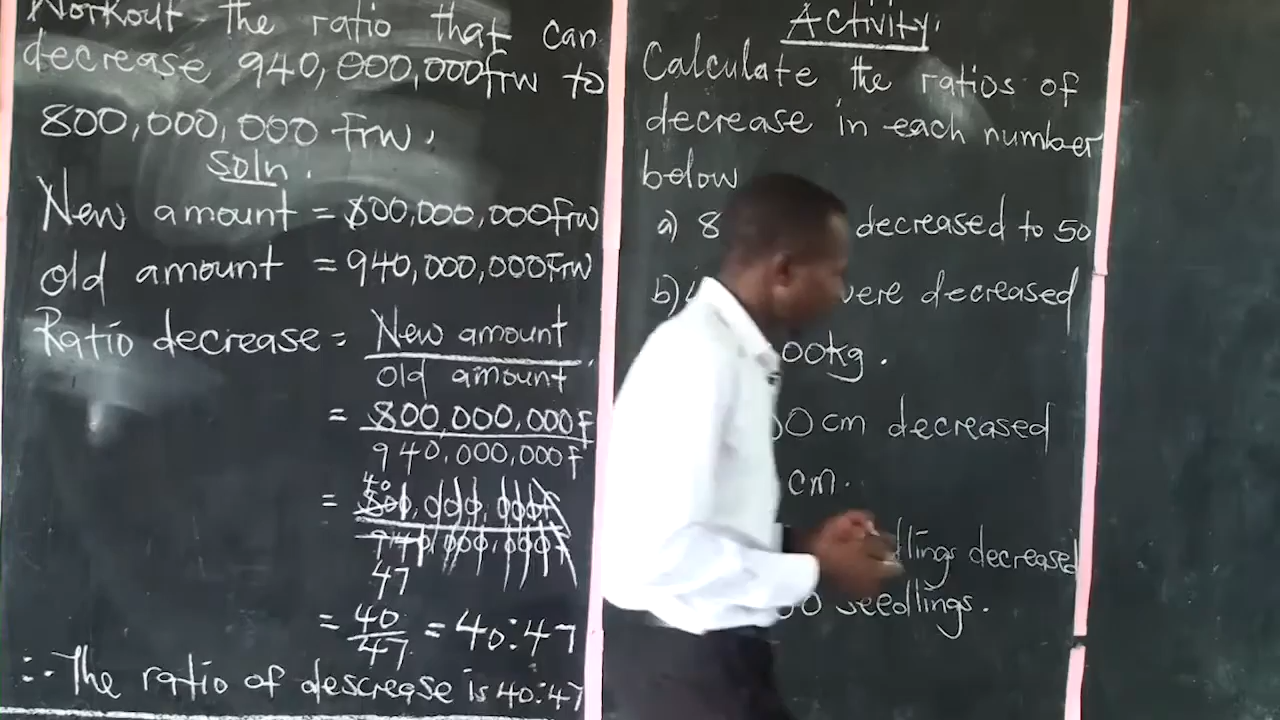 Workout the ratio that can
decrease 940,000,000frw to
800,000,000 Frw.
Soln.
New amount = 800,000,000Frw
Old amount = 940,000,000Frw
Ratio decrease = New amount
Old amount
= 800,000,000F
940,000,000F
40
= 800,000,000F
940,000,000F
47
= 40 = 40:47
47
∴ The ratio of descrease is 40:47
Activity.
Calculate the ratios of
decrease in each number
below
a) 8 decreased to 50
b) were decreased
00kg.
0 cm decreased
cm.
decreased
seedlings.